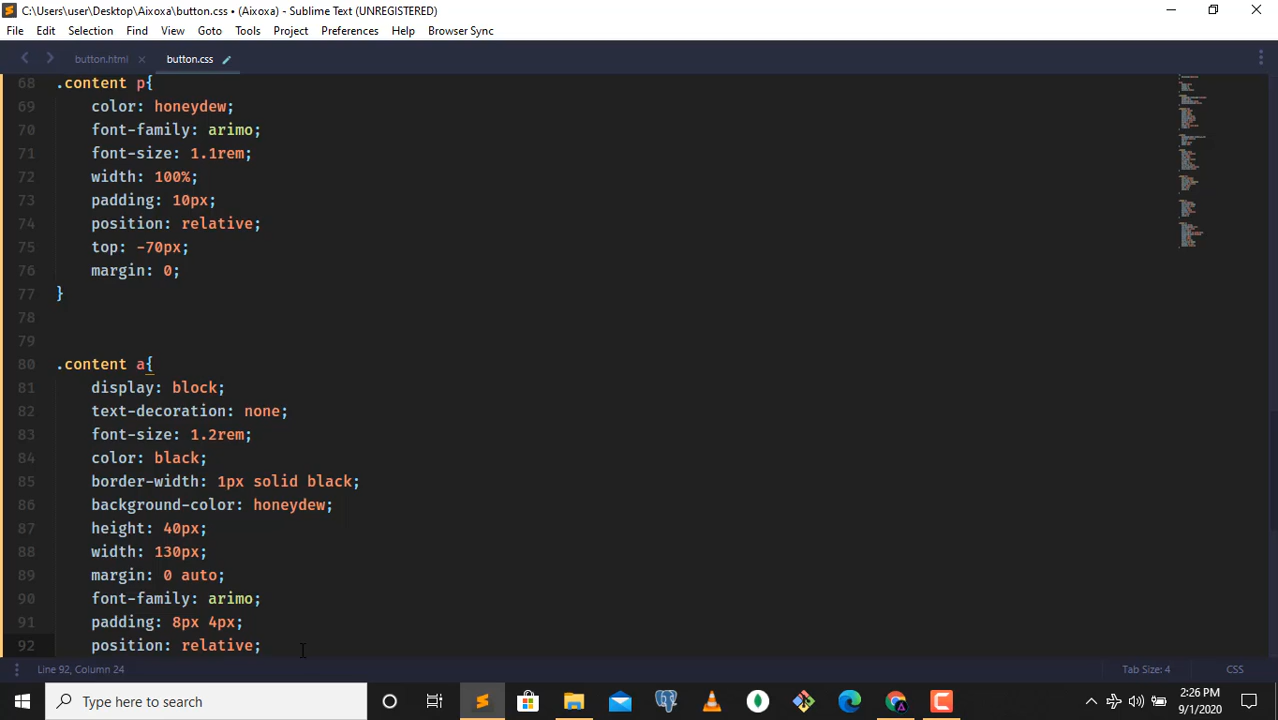 C:\Users\user\Desktop\Aixoxa\button.css • (Aixoxa) - Sublime Text (UNREGISTERED)
File Edit Selection Find View Goto Tools Project Preferences Help Browser Sync
button.html button.css
68 .content p{
69 color: honeydew;
70 font-family: arimo;
71 font-size: 1.1rem;
72 width: 100%;
73 padding: 10px;
74 position: relative;
75 top: -70px;
76 margin: 0;
77 }
78
79
80 .content a{
81 display: block;
82 text-decoration: none;
83 font-size: 1.2rem;
84 color: black;
85 border-width: 1px solid black;
86 background-color: honeydew;
87 height: 40px;
88 width: 130px;
89 margin: 0 auto;
90 font-family: arimo;
91 padding: 8px 4px;
92 position: relative;
Line 92, Column 24 Tab Size: 4 CSS
Type here to search 2:26 PM
9/1/2020